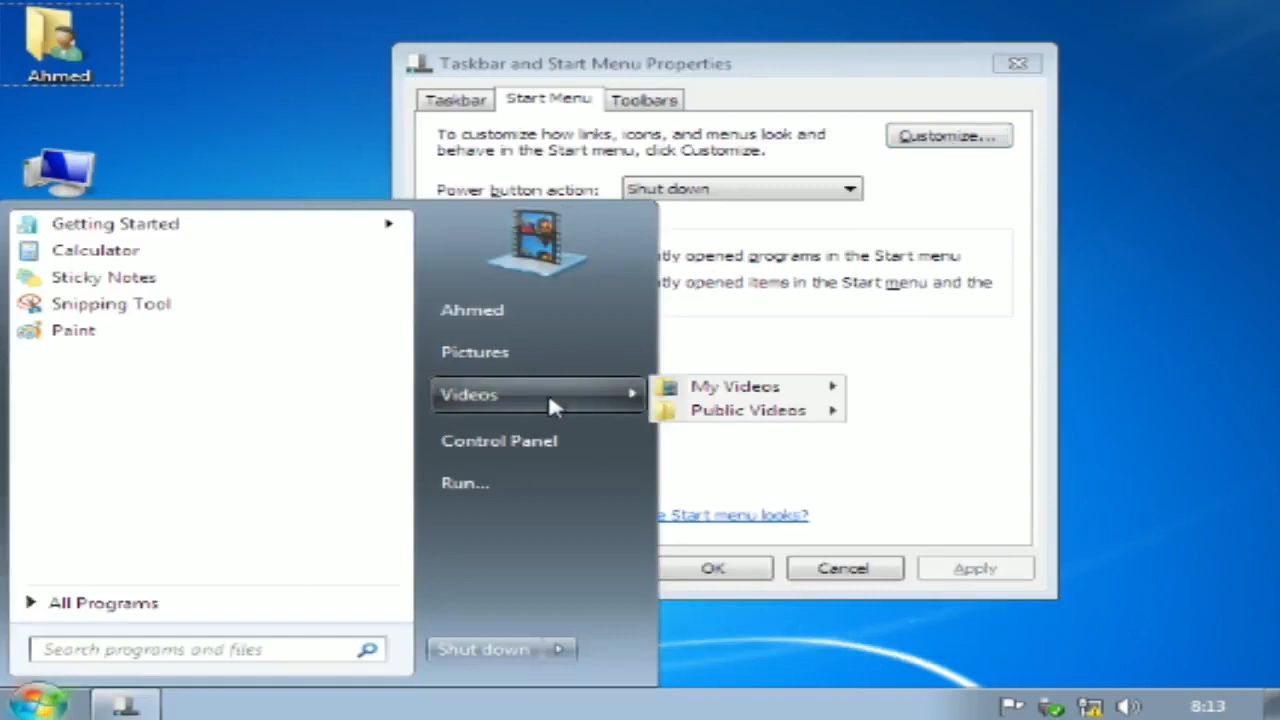 Ahmed
Taskbar and Start Menu Properties
Taskbar
Start Menu
Toolbars
To customize how links, icons, and menus look and
behave in the Start menu, click Customize.
Customize...
Power button action:
Shut down
Getting Started
Calculator
Sticky Notes
Snipping Tool
Paint
All Programs
Search programs and files
Ahmed
Pictures
Videos
Control Panel
Run...
Shut down
My Videos
Public Videos
tly opened programs in the Start menu
tly opened items in the Start menu and the
e Start menu looks?
OK
Cancel
Apply
8:13